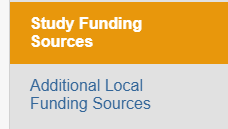 Study Funding
Sources
Additional Local
Funding Sources